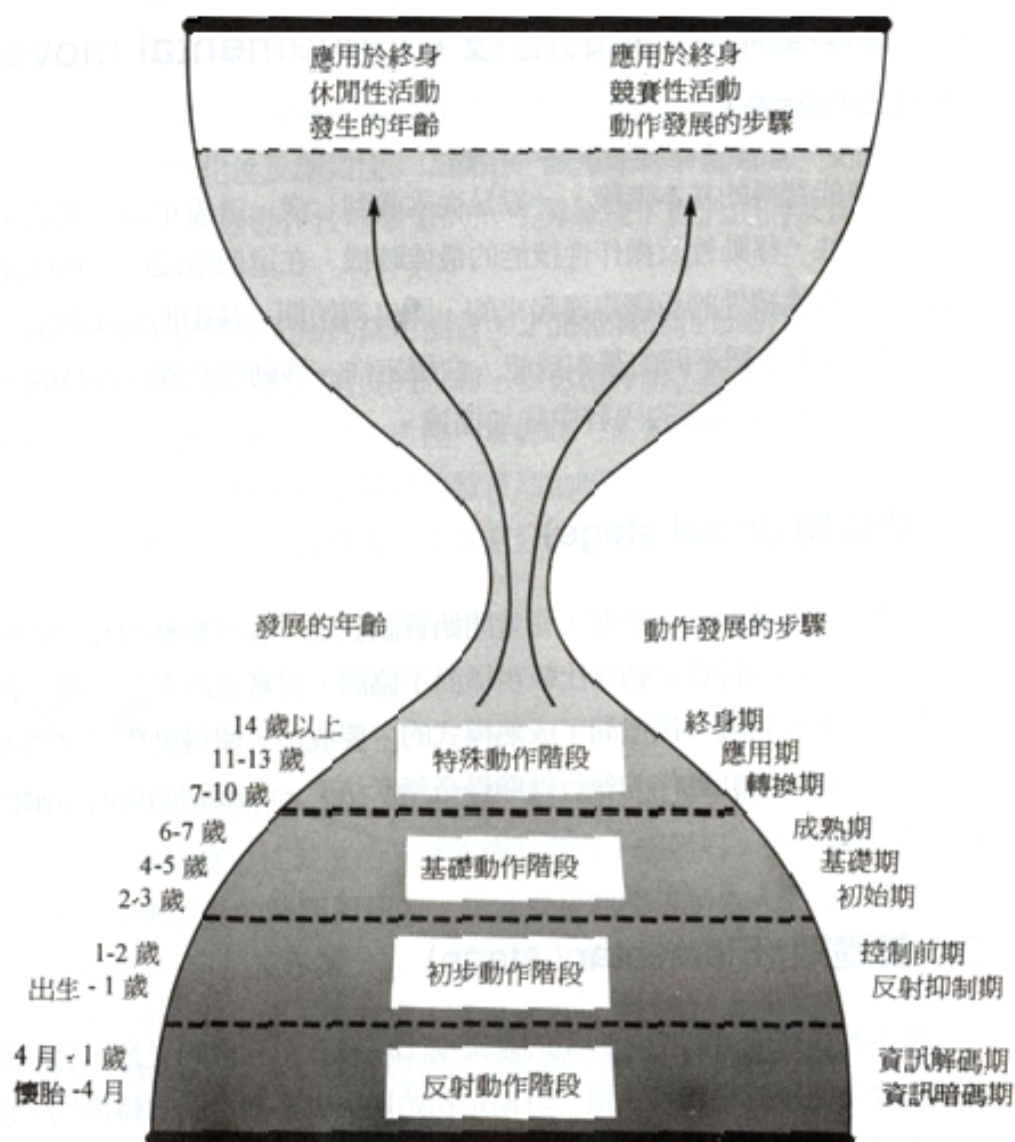 應用於終身
休閒性活動
發生的年齡
應用於終身
競賽性活動
動作發展的步驟
發展的年齡
動作發展的步驟
14 歲以上
11-13 歲
7-10 歲
特殊動作階段
終身期
應用期
轉換期
6-7 歲
4-5 歲
2-3 歲
基礎動作階段
成熟期
基礎期
初始期
1-2 歲
出生 - 1 歲
初步動作階段
控制前期
反射抑制期
4 月 - 1 歲
懷胎 -4 月
反射動作階段
資訊解碼期
資訊暗碼期